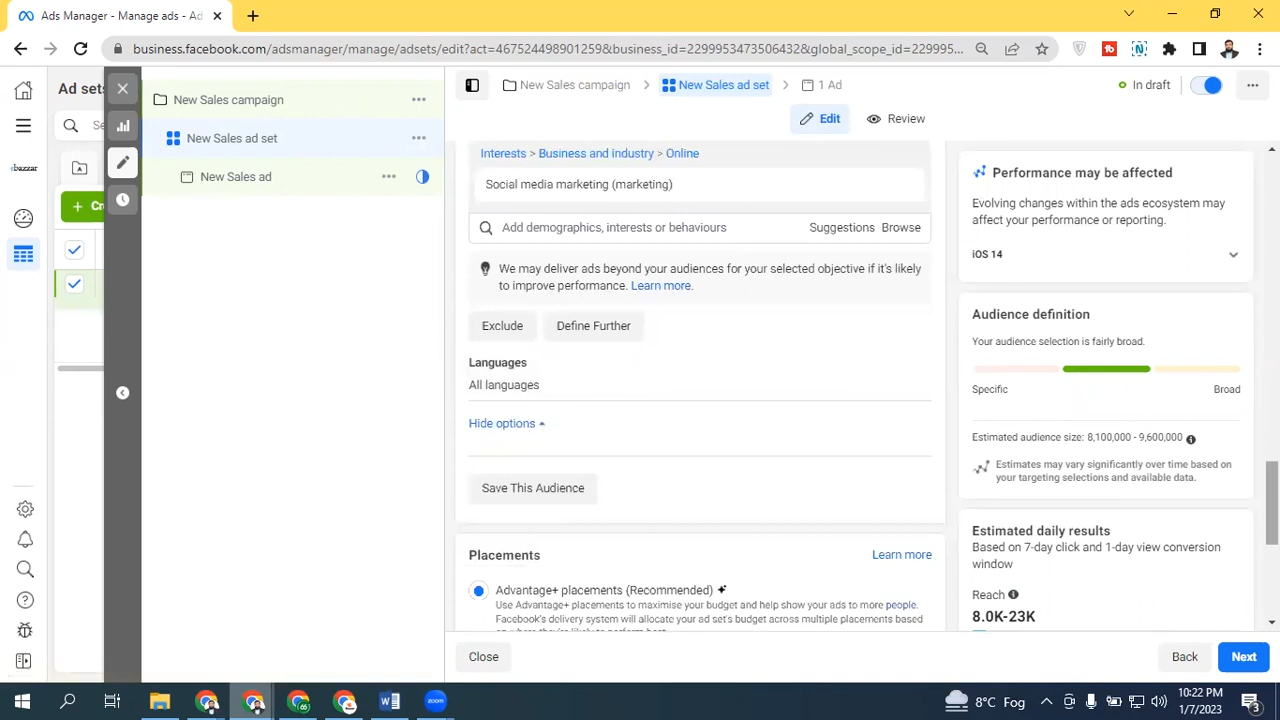 Ads Manager - Manage ads - Ad
business.facebook.com/adsmanager/manage/adsets/edit?act=467524498901259&business_id=2299953473506432&global_scope_id=229995...
Ad sets
New Sales campaign
New Sales ad set
New Sales ad
New Sales campaign
New Sales ad set
1 Ad
In draft
Edit
Review
Interests > Business and industry > Online
Social media marketing (marketing)
Add demographics, interests or behaviours
Suggestions
Browse
We may deliver ads beyond your audiences for your selected objective if it's likely
to improve performance. Learn more.
Exclude
Define Further
Languages
All languages
Hide options
Save This Audience
Placements
Learn more
Advantage+ placements (Recommended)
Use Advantage+ placements to maximise your budget and help show your ads to more people.
Facebook's delivery system will allocate your ad set's budget across multiple placements based
on where they're likely to perform best.
Performance may be affected
Evolving changes within the ads ecosystem may
affect your performance or reporting.
iOS 14
Audience definition
Your audience selection is fairly broad.
Specific
Broad
Estimated audience size: 8,100,000 - 9,600,000
Estimates may vary significantly over time based on
your targeting selections and available data.
Estimated daily results
Based on 7-day click and 1-day view conversion
window
Reach
8.0K-23K
Close
Back
Next
8°C Fog
10:22 PM
1/7/2023
3